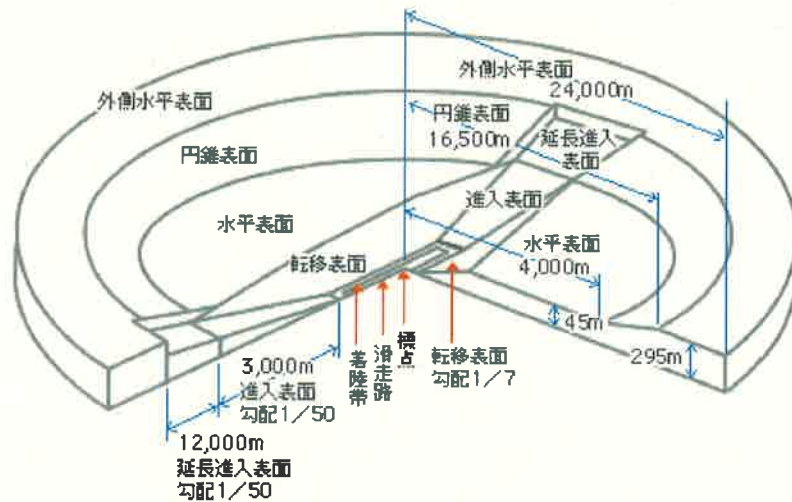 外側水平表面
24,000m
外側水平表面
円錐表面
16,500m
延長進入
表面
円錐表面
進入表面
水平表面
水平表面
4,000m
転移表面
45m
295m
3,000m
進入表面
勾配1/50
着陸帯
滑走路
標点
転移表面
勾配1/7
12,000m
延長進入表面
勾配1/50